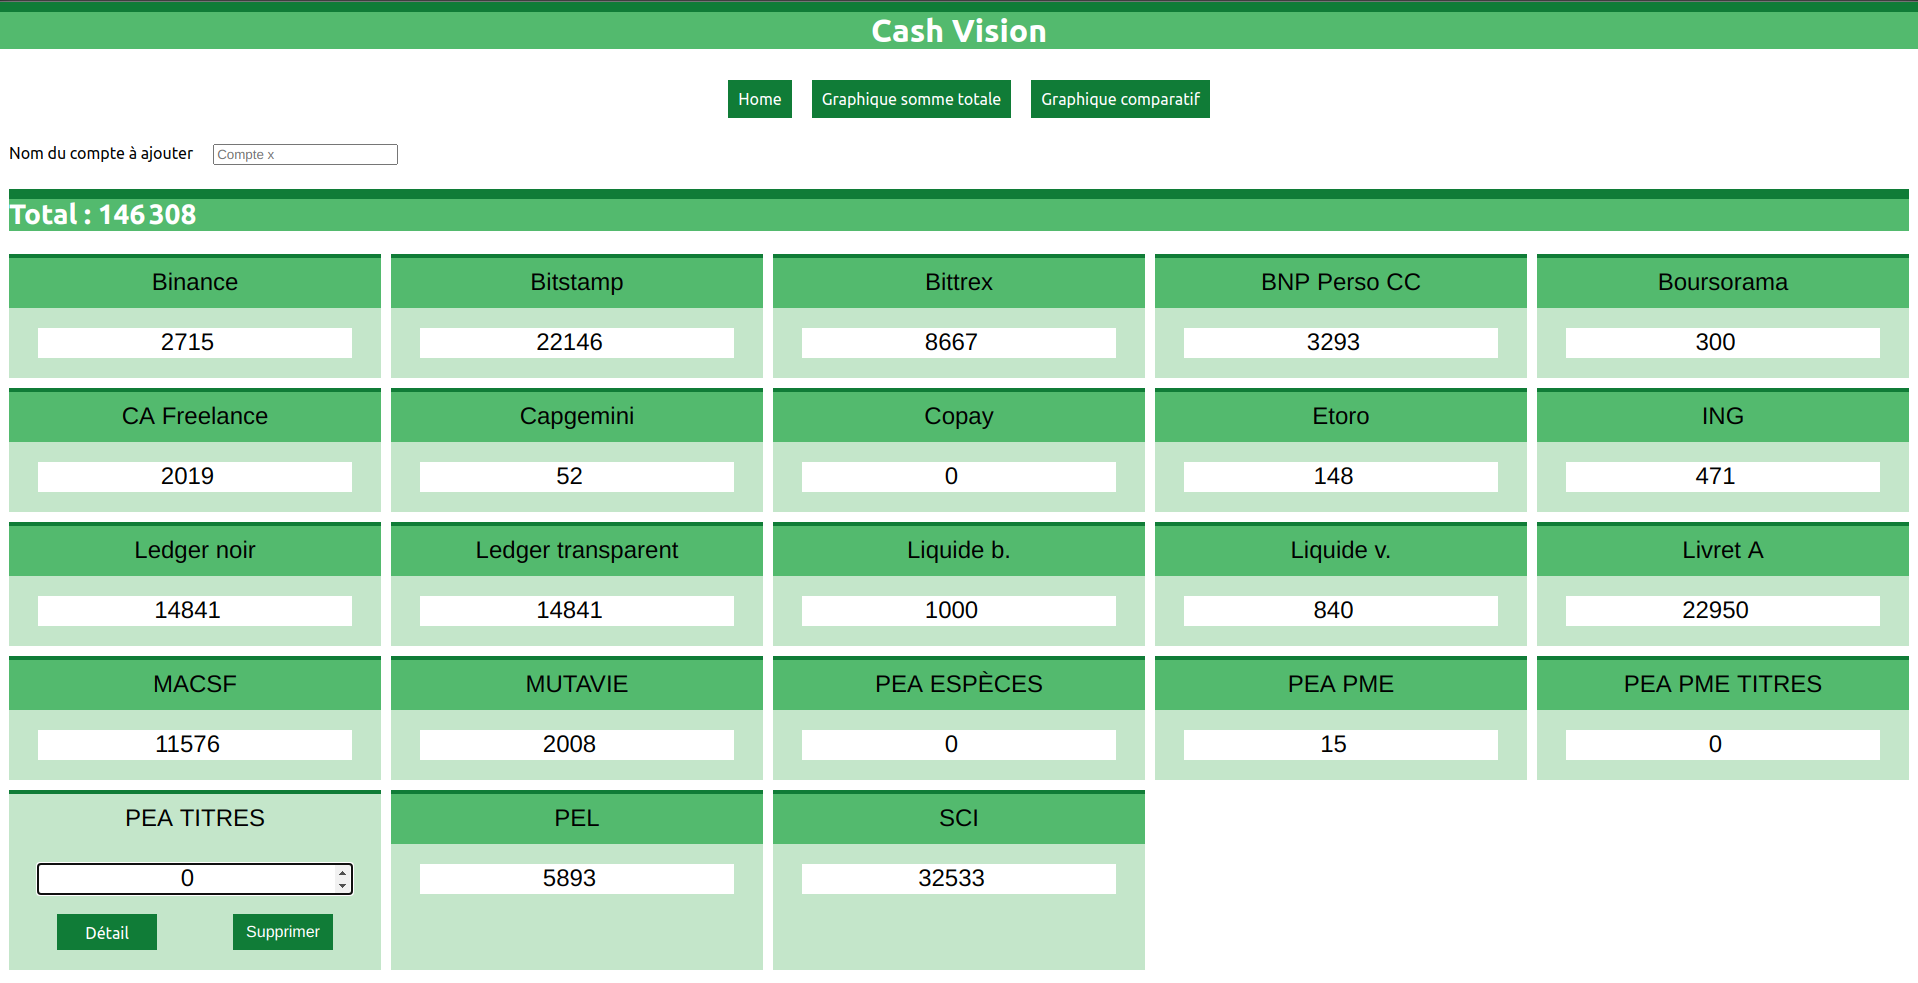 Cash Vision
Home Graphique somme totale Graphique comparatif
Nom du compte à ajouter Compte x
Total : 146 308
Binance Bitstamp Bittrex BNP Perso CC Boursorama
2715 22146 8667 3293 300
CA Freelance Capgemini Copay Etoro ING
2019 52 0 148 471
Ledger noir Ledger transparent Liquide b. Liquide v. Livret A
14841 14841 1000 840 22950
MACSF MUTAVIE PEA ESPÈCES PEA PME PEA PME TITRES
11576 2008 0 15 0
PEA TITRES PEL SCI
0 5893 32533
Détail Supprimer